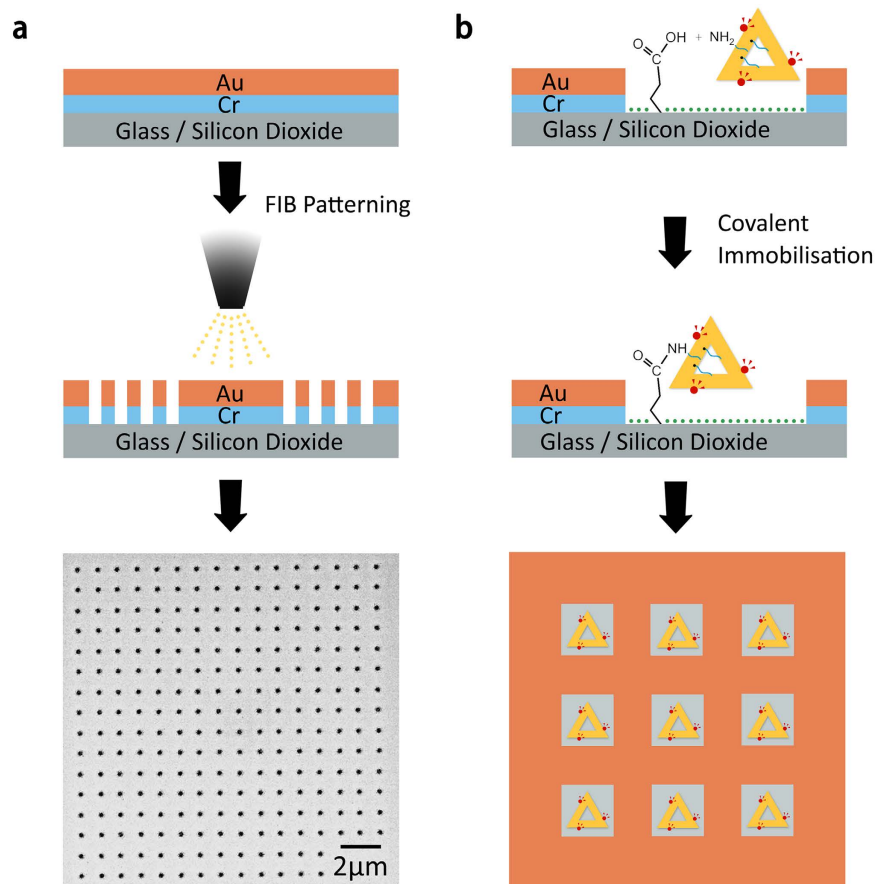 a
Au
Cr
Glass / Silicon Dioxide
FIB Patterning
Au
Cr
Glass / Silicon Dioxide
2μm
b
O OH + NH₂
C
Au
Cr
Glass / Silicon Dioxide
Covalent
Immobilisation
O NH
C
Au
Cr
Glass / Silicon Dioxide